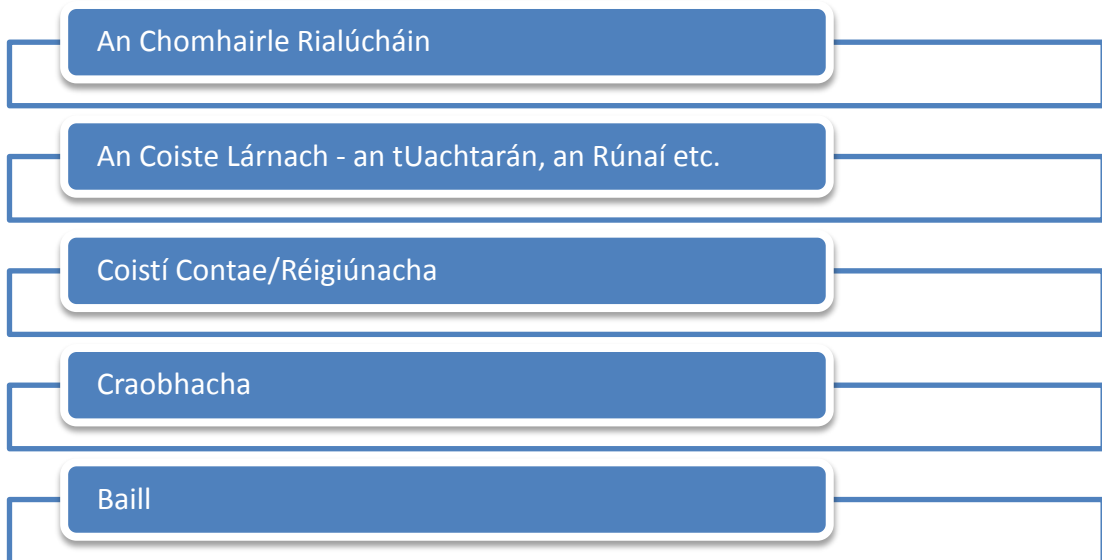 An Chomhairle Rialúcháin
An Coiste Lárnach - an tUachtarán, an Rúnaí etc.
Coistí Contae/Réigiúnacha
Craobhacha
Baill